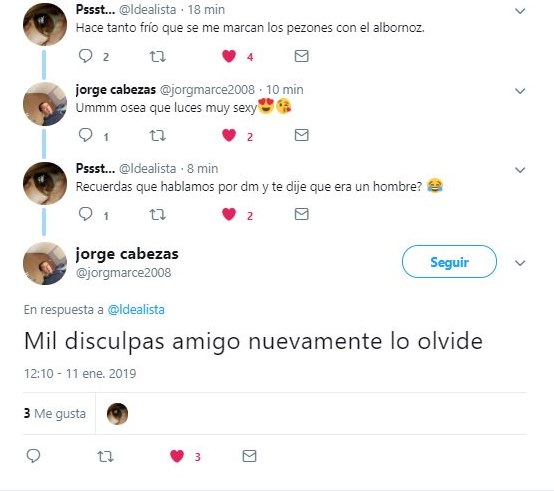 Pssst... @Idealista · 18 min
Hace tanto frío que se me marcan los pezones con el albornoz.
2 4
jorge cabezas @jorgmarce2008 · 10 min
Ummm osea que luces muy sexy😍😘
1 2
Pssst... @Idealista · 8 min
Recuerdas que hablamos por dm y te dije que era un hombre? 😂
1 2
jorge cabezas
@jorgmarce2008
Seguir
En respuesta a @Idealista
Mil disculpas amigo nuevamente lo olvide
12:10 - 11 ene. 2019
3 Me gusta
3